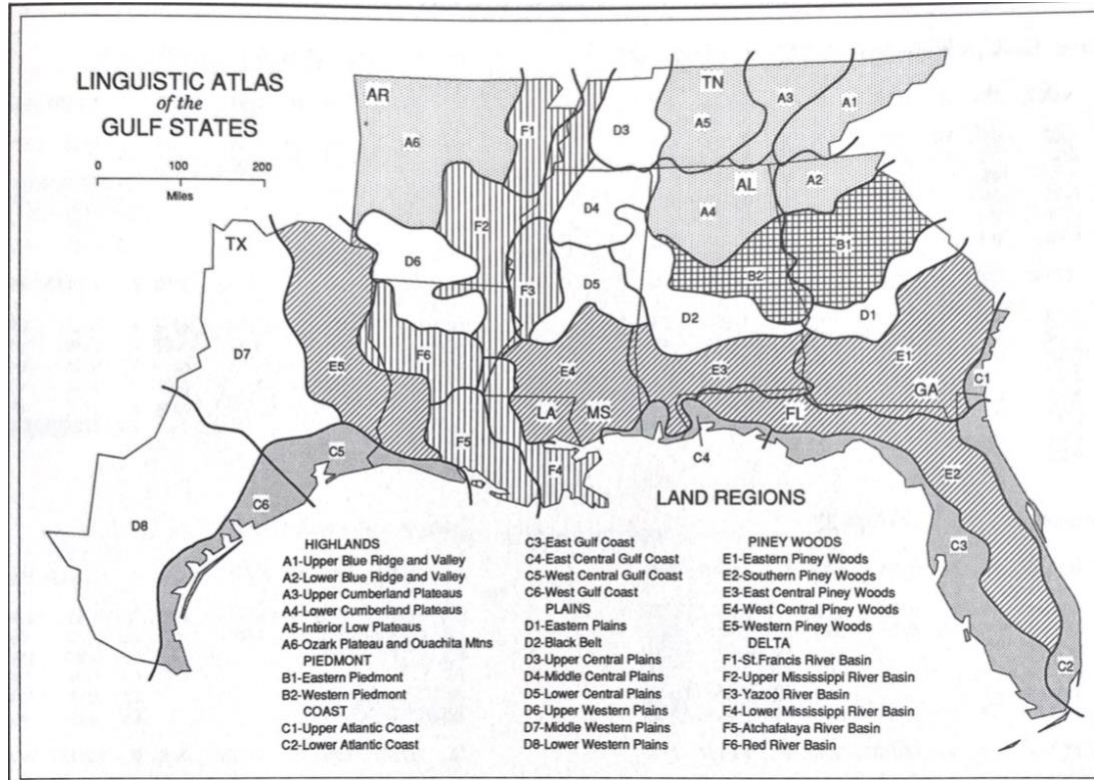 LINGUISTIC ATLAS
of the
GULF STATES
0 100 200
Miles
AR
TN
A3
A1
A6
F1
D3
A5
AL
A2
A4
D4
F2
B1
TX
D6
B2
F3
D5
D2
D1
D7
E5
F6
E4
E3
E1
C1
LA
MS
FL
GA
F5
C5
F4
C4
E2
C6
D8
C3
C2
LAND REGIONS
HIGHLANDS
A1-Upper Blue Ridge and Valley
A2-Lower Blue Ridge and Valley
A3-Upper Cumberland Plateaus
A4-Lower Cumberland Plateaus
A5-Interior Low Plateaus
A6-Ozark Plateau and Ouachita Mtns
PIEDMONT
B1-Eastern Piedmont
B2-Western Piedmont
COAST
C1-Upper Atlantic Coast
C2-Lower Atlantic Coast
C3-East Gulf Coast
C4-East Central Gulf Coast
C5-West Central Gulf Coast
C6-West Gulf Coast
PLAINS
D1-Eastern Plains
D2-Black Belt
D3-Upper Central Plains
D4-Middle Central Plains
D5-Lower Central Plains
D6-Upper Western Plains
D7-Middle Western Plains
D8-Lower Western Plains
PINEY WOODS
E1-Eastern Piney Woods
E2-Southern Piney Woods
E3-East Central Piney Woods
E4-West Central Piney Woods
E5-Western Piney Woods
DELTA
F1-St.Francis River Basin
F2-Upper Mississippi River Basin
F3-Yazoo River Basin
F4-Lower Mississippi River Basin
F5-Atchafalaya River Basin
F6-Red River Basin